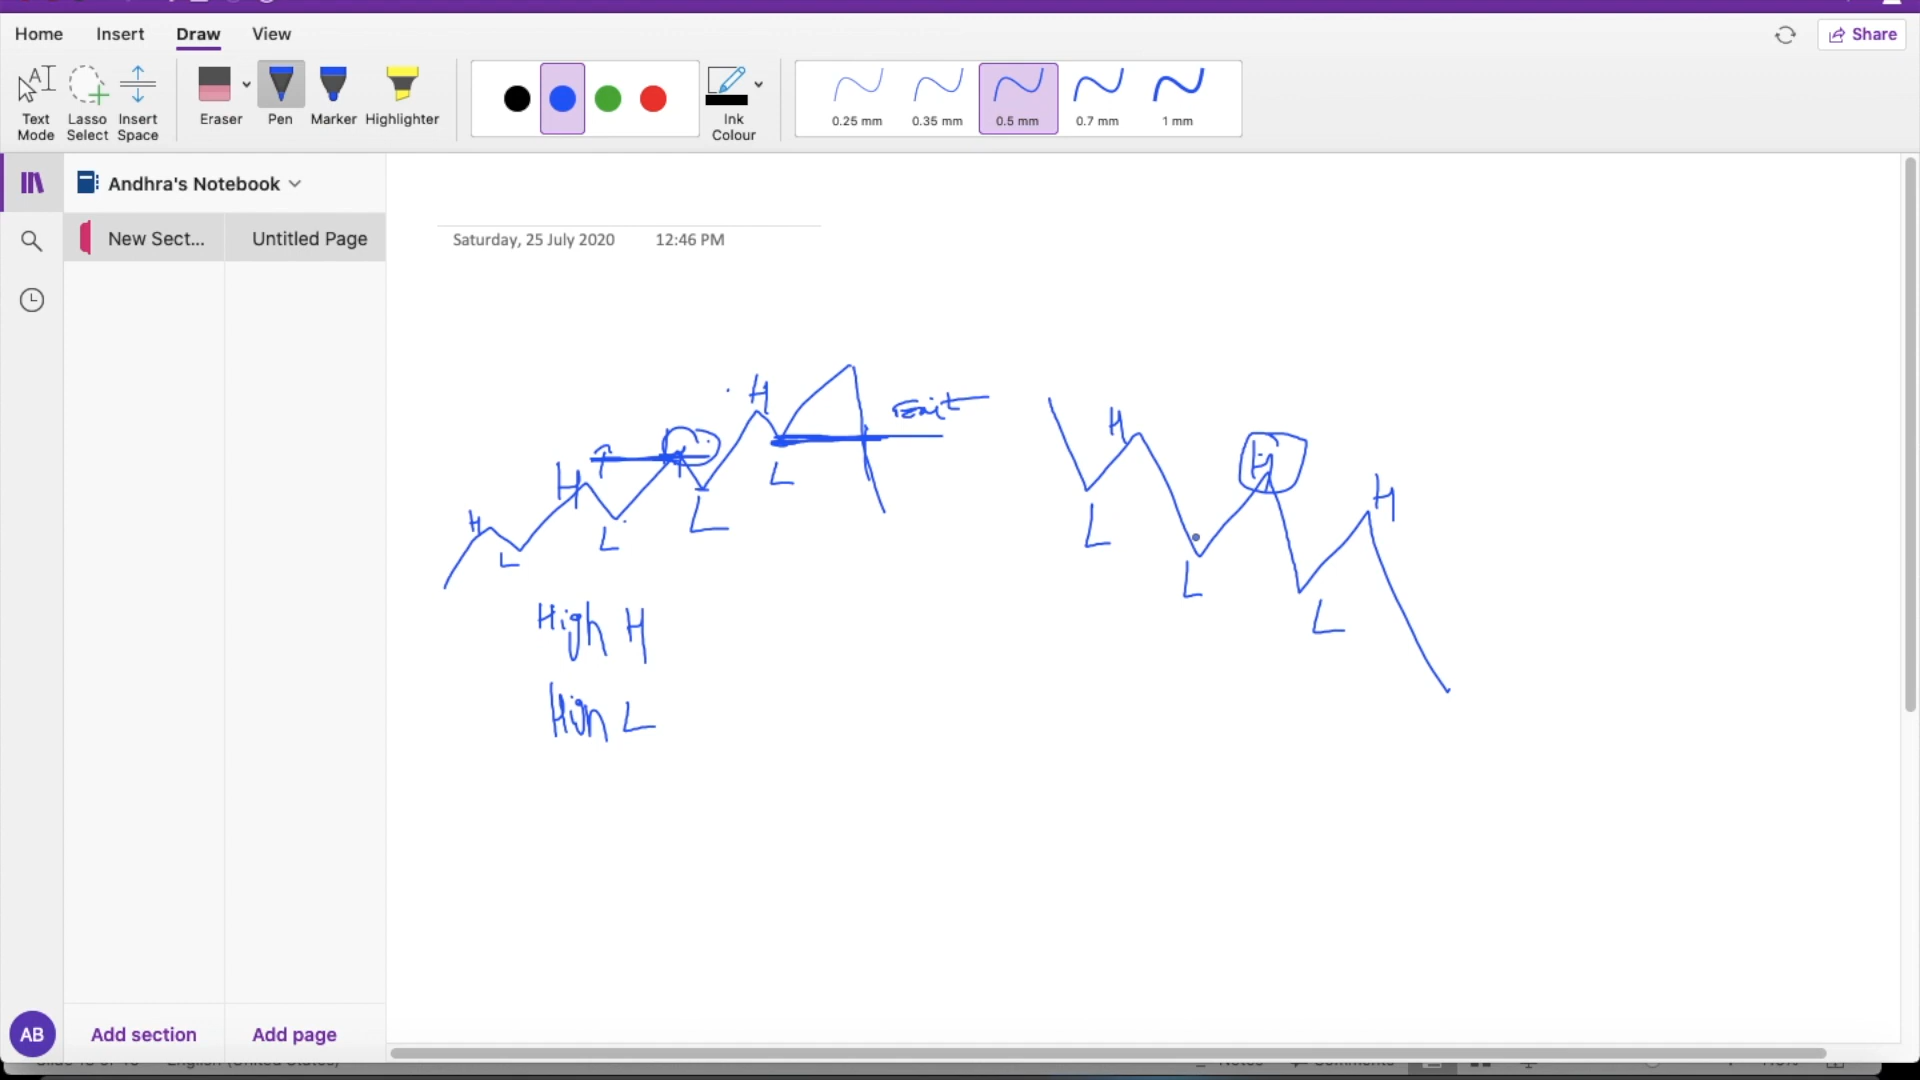 Home Insert Draw View
Share
Text Mode
Lasso Select
Insert Space
Eraser
Pen
Marker
Highlighter
Ink Colour
0.25 mm
0.35 mm
0.5 mm
0.7 mm
1 mm
Andhra's Notebook
New Sect...
Untitled Page
Saturday, 25 July 2020 12:46 PM
H
L
H
L
L
H
L
Exit
H
L
L
H
L
H
High H
High L
AB
Add section
Add page